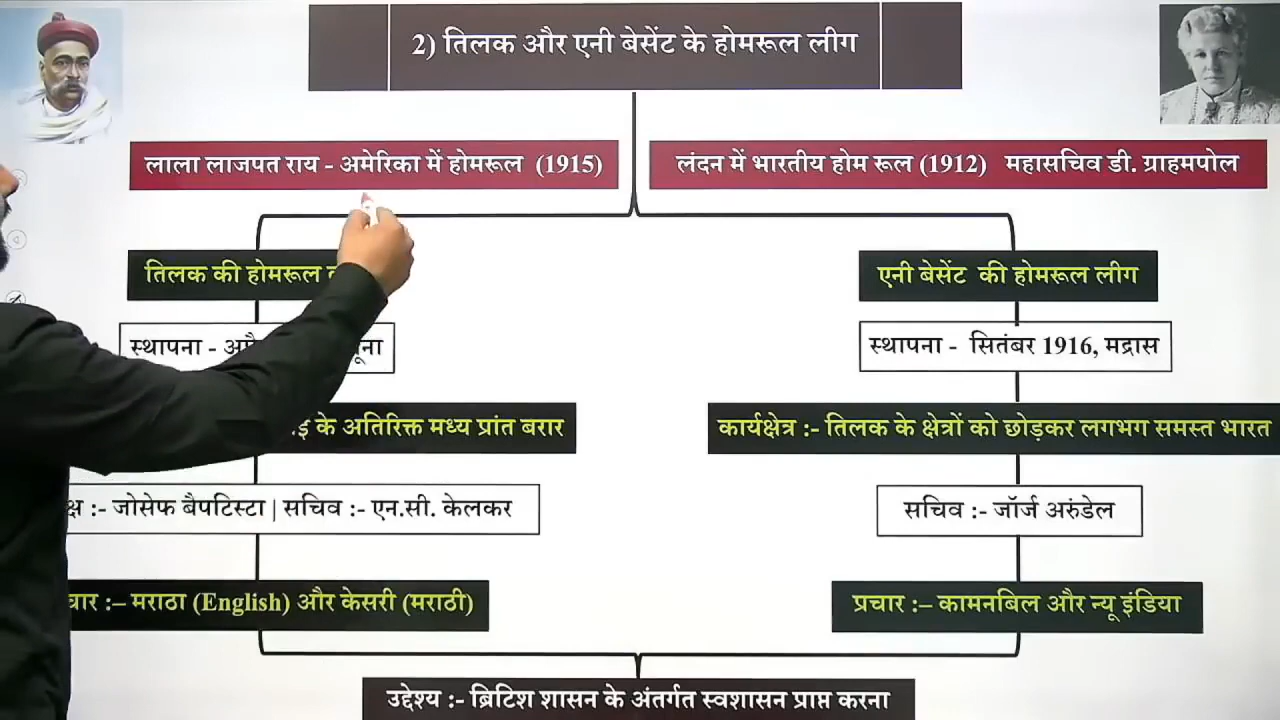 2) तिलक और एनी बेसेंट के होमरूल लीग
लाला लाजपत राय - अमेरिका में होमरूल (1915)
लंदन में भारतीय होम रूल (1912) महासचिव डी. ग्राहमपोल
तिलक की होमरूल
एनी बेसेंट की होमरूल लीग
स्थापना -
स्थापना - सितंबर 1916, मद्रास
के अतिरिक्त मध्य प्रांत बरार
कार्यक्षेत्र :- तिलक के क्षेत्रों को छोड़कर लगभग समस्त भारत
:- जोसेफ बैपटिस्टा | सचिव :- एन.सी. केलकर
सचिव :- जॉर्ज अरुंडेल
:– मराठा (English) और केसरी (मराठी)
प्रचार :– कामनबिल और न्यू इंडिया
उद्देश्य :- ब्रिटिश शासन के अंतर्गत स्वशासन प्राप्त करना